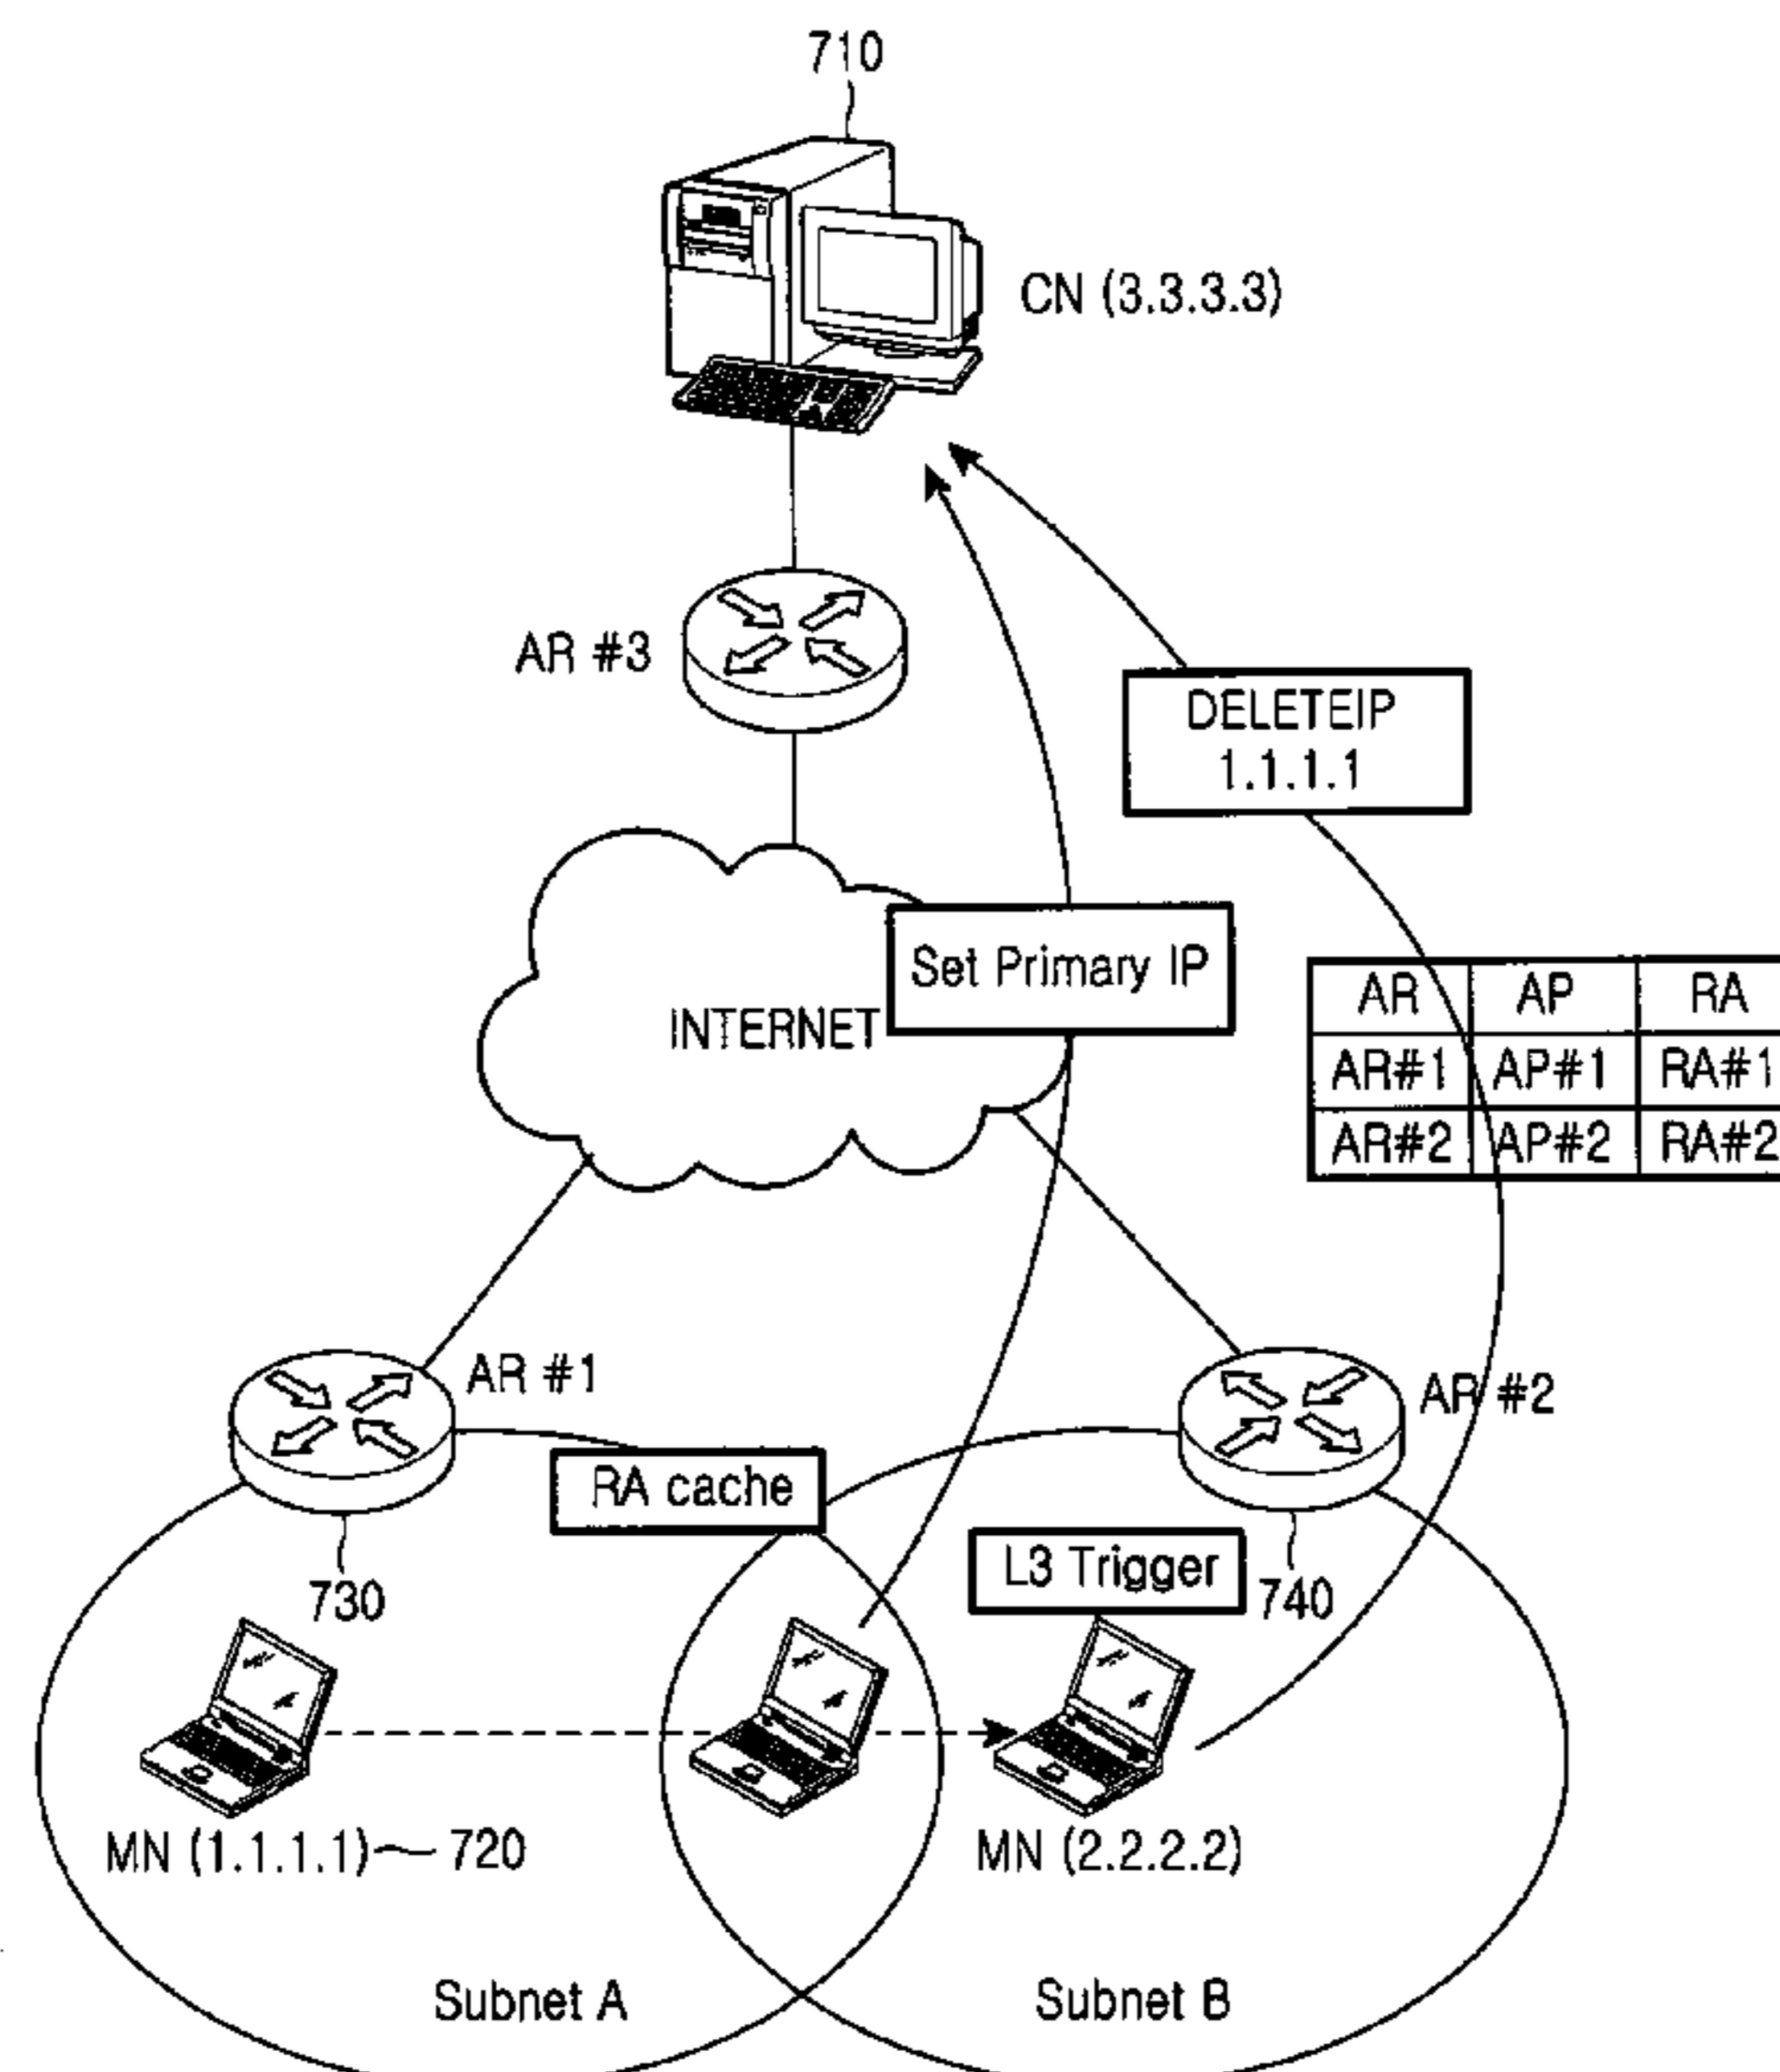 710
CN (3.3.3.3)
AR #3
DELETEIP
1.1.1.1
Set Primary IP
INTERNET
AR AP RA
AR#1 AP#1 RA#1
AR#2 AP#2 RA#2
AR #1
AR #2
RA cache
L3 Trigger
730
740
MN (1.1.1.1) 720
MN (2.2.2.2)
Subnet A
Subnet B